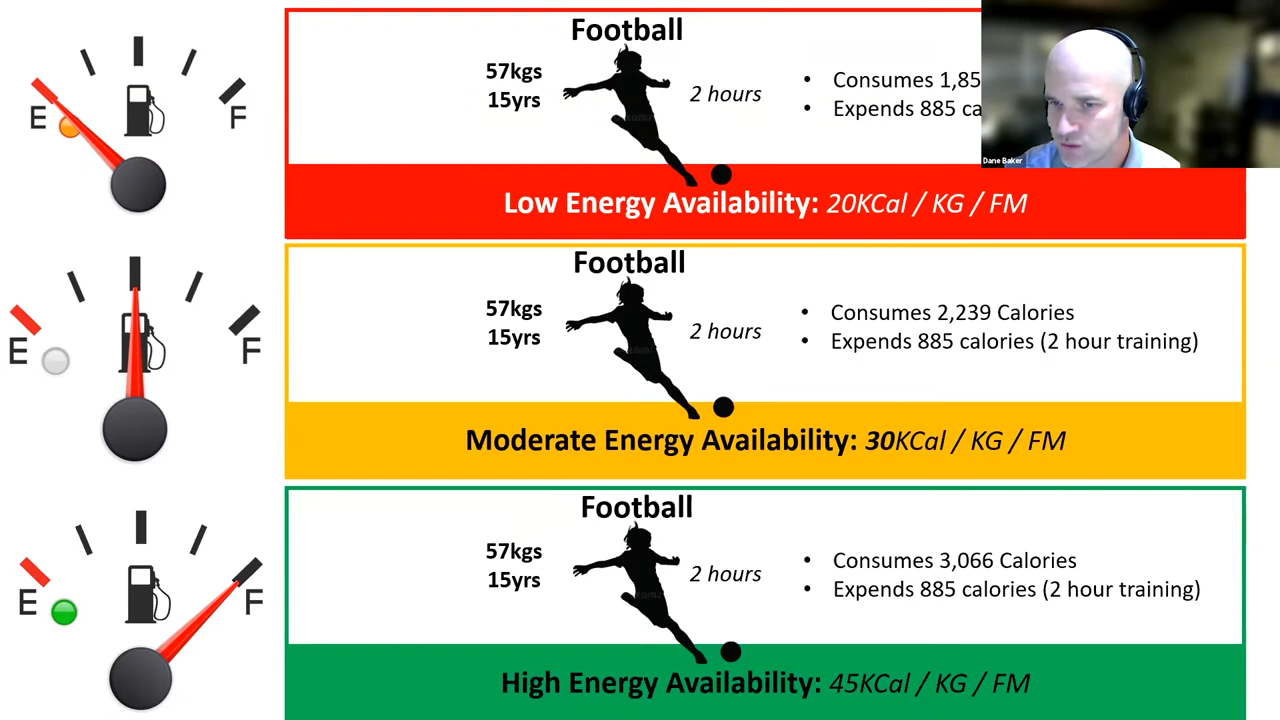 E
F
Football
57kgs
15yrs
2 hours
• Consumes 1,85
• Expends 885 ca
Dane Baker
Low Energy Availability: 20KCal / KG / FM
E
F
Football
57kgs
15yrs
2 hours
• Consumes 2,239 Calories
• Expends 885 calories (2 hour training)
Moderate Energy Availability: 30KCal / KG / FM
E
F
Football
57kgs
15yrs
2 hours
• Consumes 3,066 Calories
• Expends 885 calories (2 hour training)
High Energy Availability: 45KCal / KG / FM